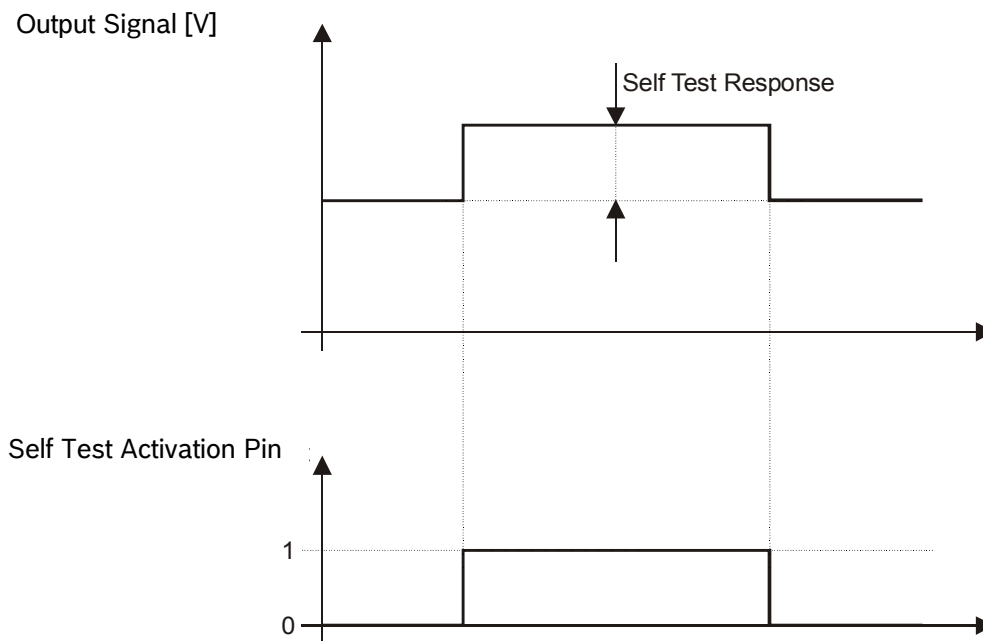 Output Signal [V]
Self Test Response
Self Test Activation Pin
1
0